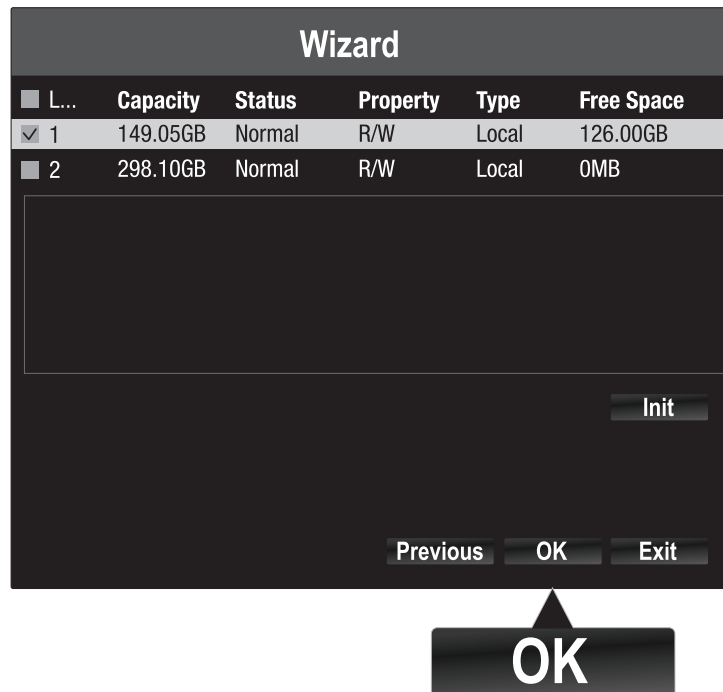 Wizard
L... Capacity Status Property Type Free Space
1 149.05GB Normal R/W Local 126.00GB
2 298.10GB Normal R/W Local 0MB
Init
Previous OK Exit
OK